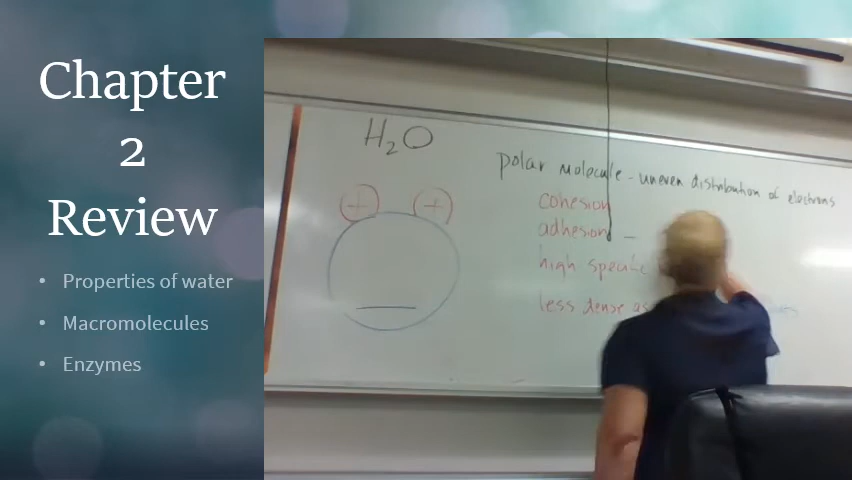 Chapter
2
Review
• Properties of water
• Macromolecules
• Enzymes
H₂O
+ +
polar molecule - uneven distribution of electrons
cohesion
adhesion -
high specific
less dense as